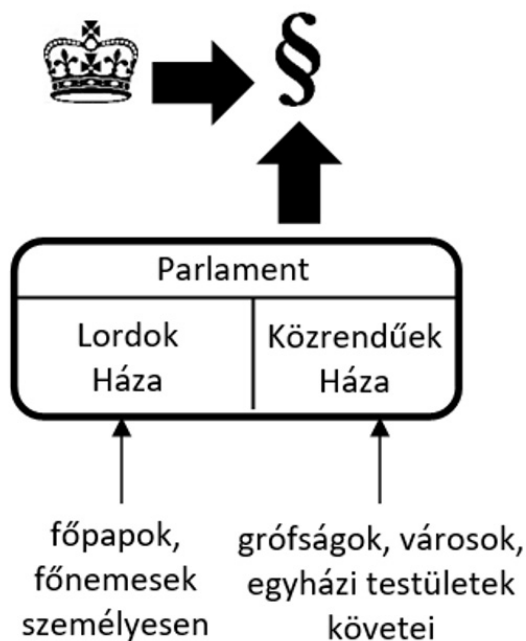 §
Parlament
Lordok
Háza
Közrendűek
Háza
főpapok,
főnemesek
személyesen
grófságok, városok,
egyházi testületek
követei